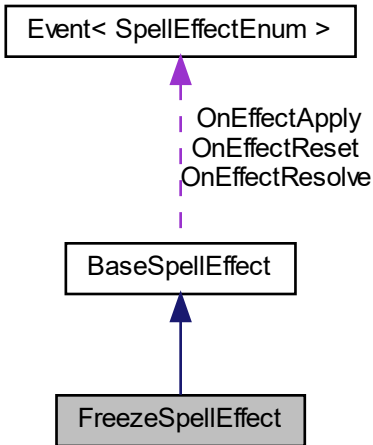 Event< SpellEffectEnum >
OnEffectApply
OnEffectReset
OnEffectResolve
BaseSpellEffect
FreezeSpellEffect